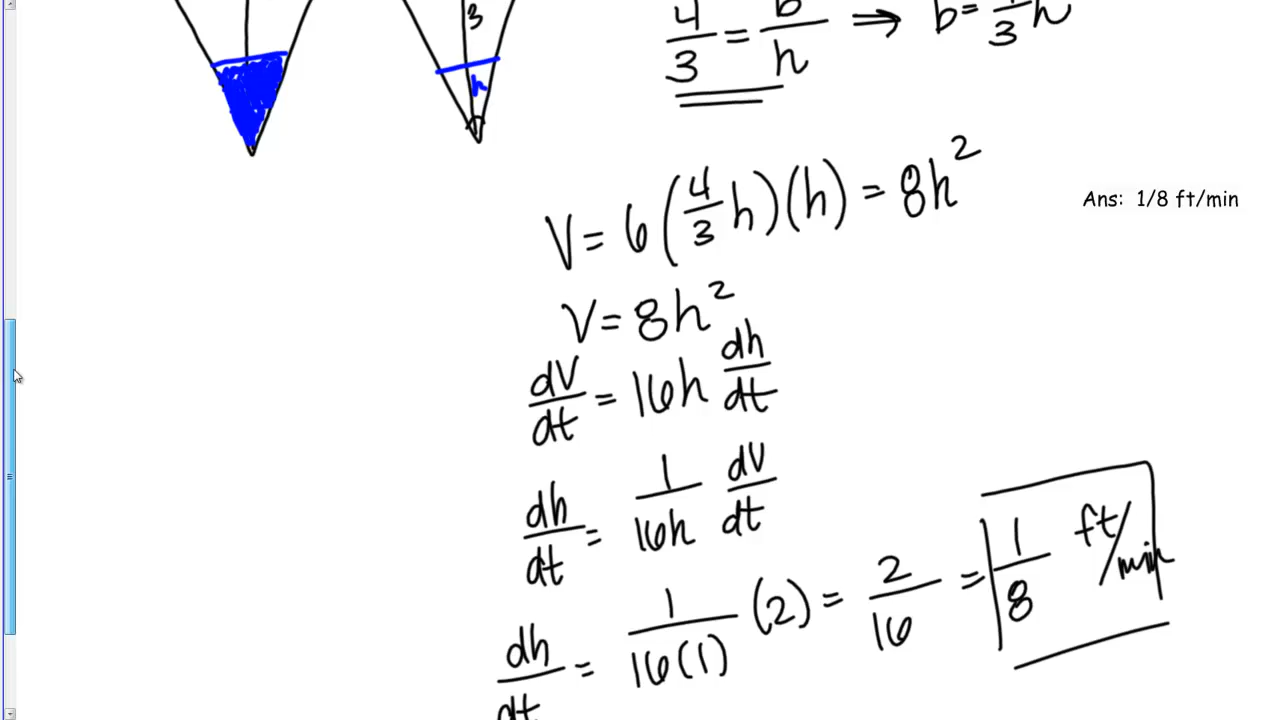 3
h
4/3 = b/h ⇒ b = 4/3 h
V = 6(4/3 h)(h) = 8h²
Ans: 1/8 ft/min
V = 8h²
dV/dt = 16h dh/dt
dh/dt = 1/16h dV/dt
dh/dt = 1/16(1) (2) = 2/16 = 1/8 ft/min